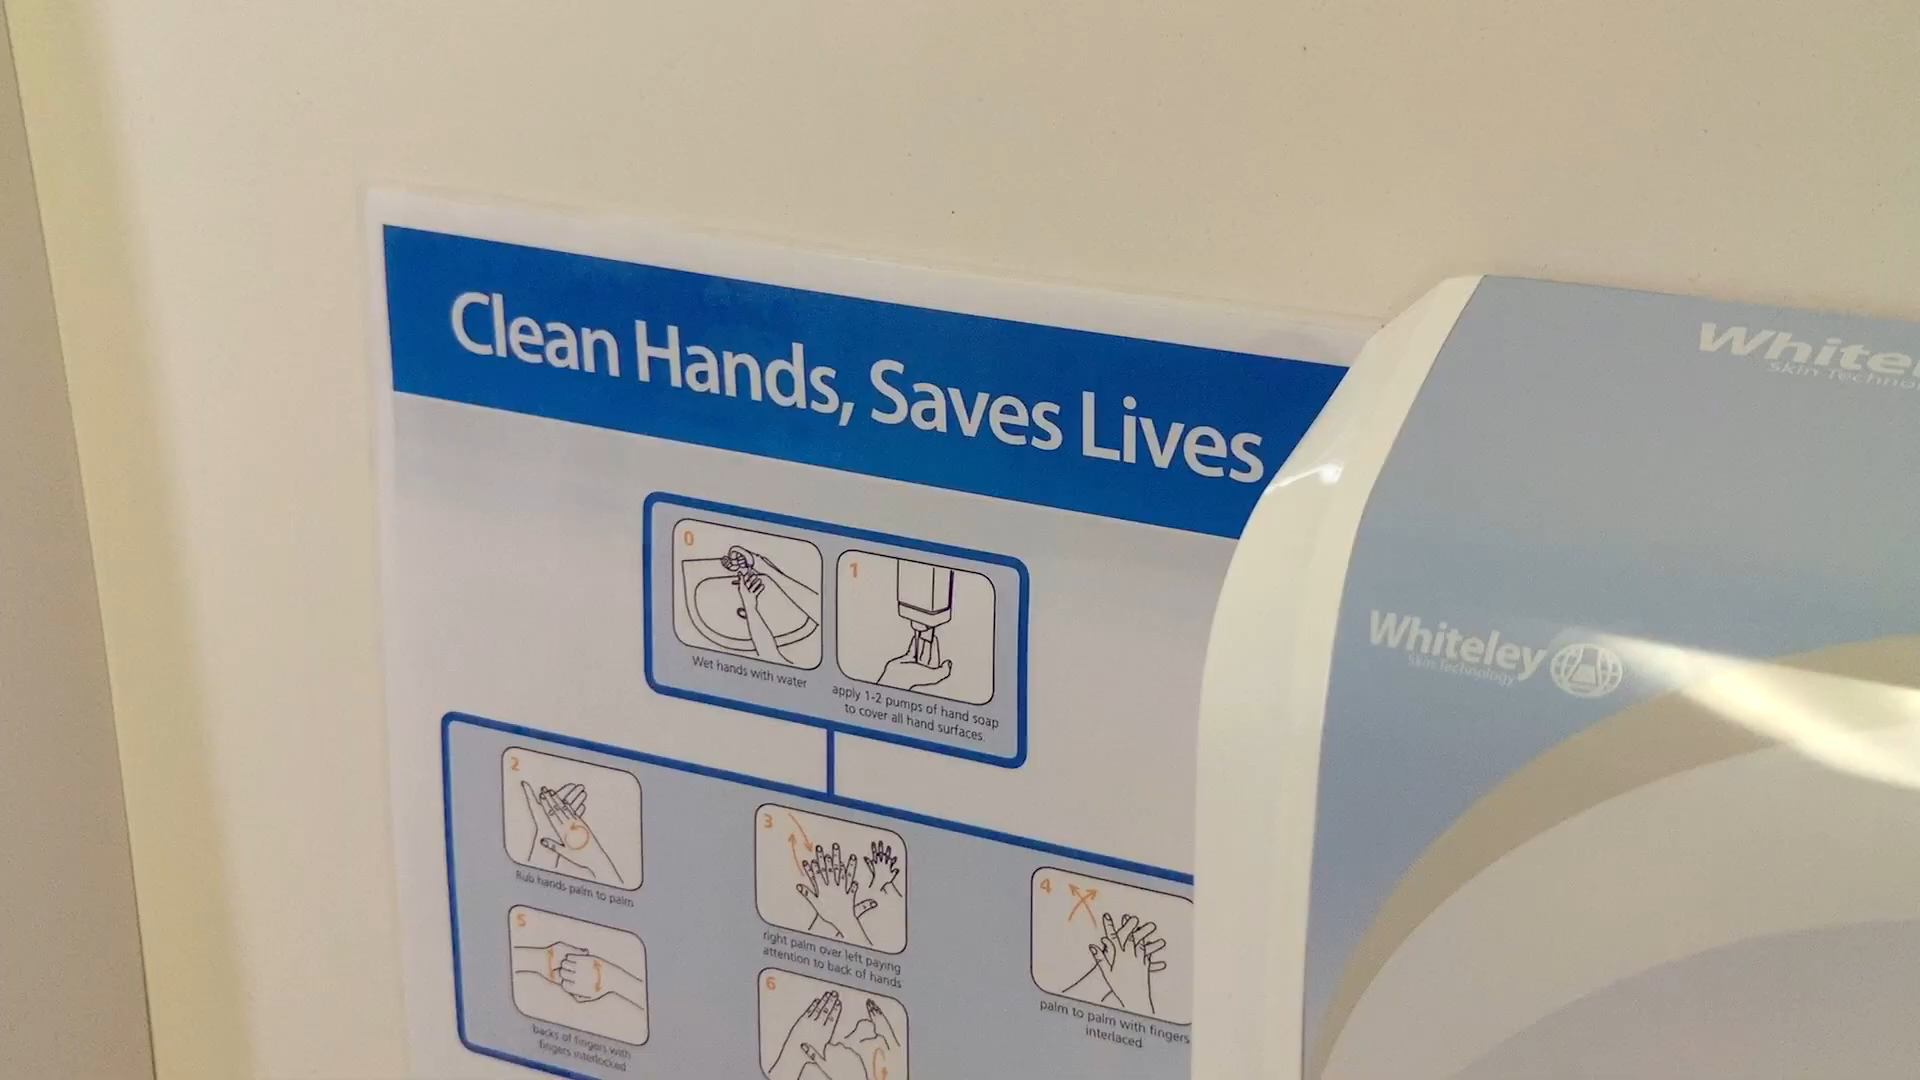 Clean Hands, Saves Lives
0
Wet hands with water
1
apply 1-2 pumps of hand soap
to cover all hand surfaces.
2
Rub hands palm to palm
3
right palm over left paying
attention to back of hands
4
palm to palm with fingers
interlaced
5
backs of fingers with
fingers interlocked
6
Whiteley
Skin Technology